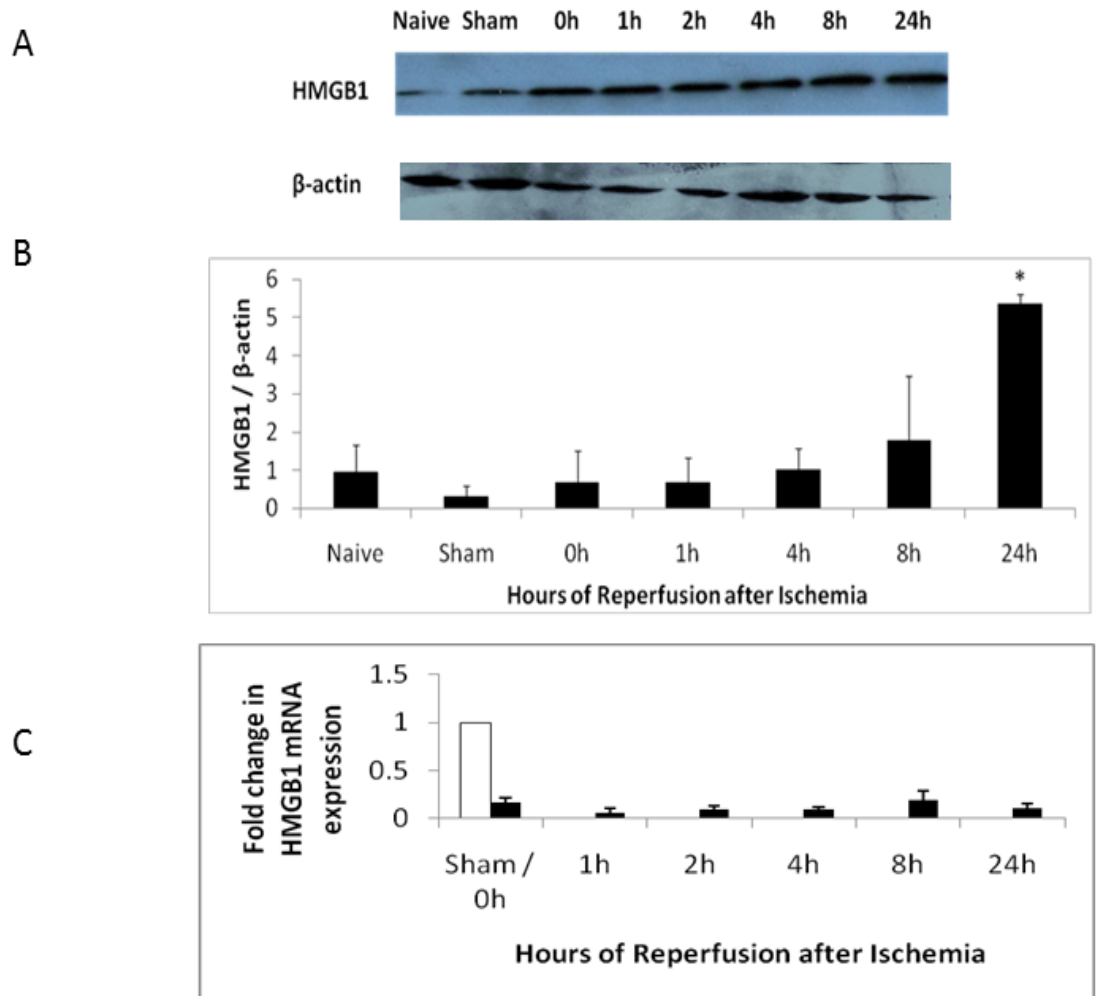 A
Naive Sham 0h 1h 2h 4h 8h 24h
HMGB1
β-actin
B
HMGB1 / β-actin
6
5
4
3
2
1
0
*
Naive Sham 0h 1h 4h 8h 24h
Hours of Reperfusion after Ischemia
C
Fold change in
HMGB1 mRNA
expression
1.5
1
0.5
0
Sham / 1h 2h 4h 8h 24h
0h
Hours of Reperfusion after Ischemia